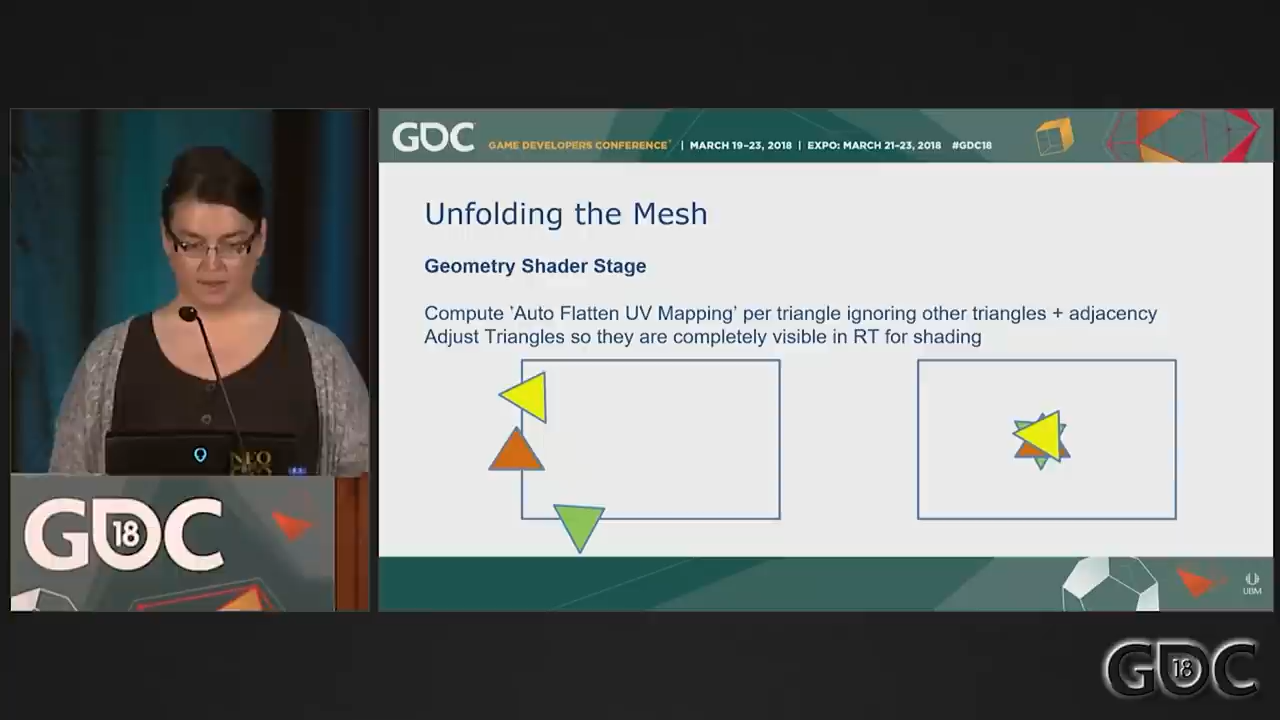 GDC
GAME DEVELOPERS CONFERENCE | MARCH 19–23, 2018 | EXPO: MARCH 21–23, 2018 #GDC18
Unfolding the Mesh
Geometry Shader Stage
Compute 'Auto Flatten UV Mapping' per triangle ignoring other triangles + adjacency
Adjust Triangles so they are completely visible in RT for shading
UBM
GDC
18
GDC
18